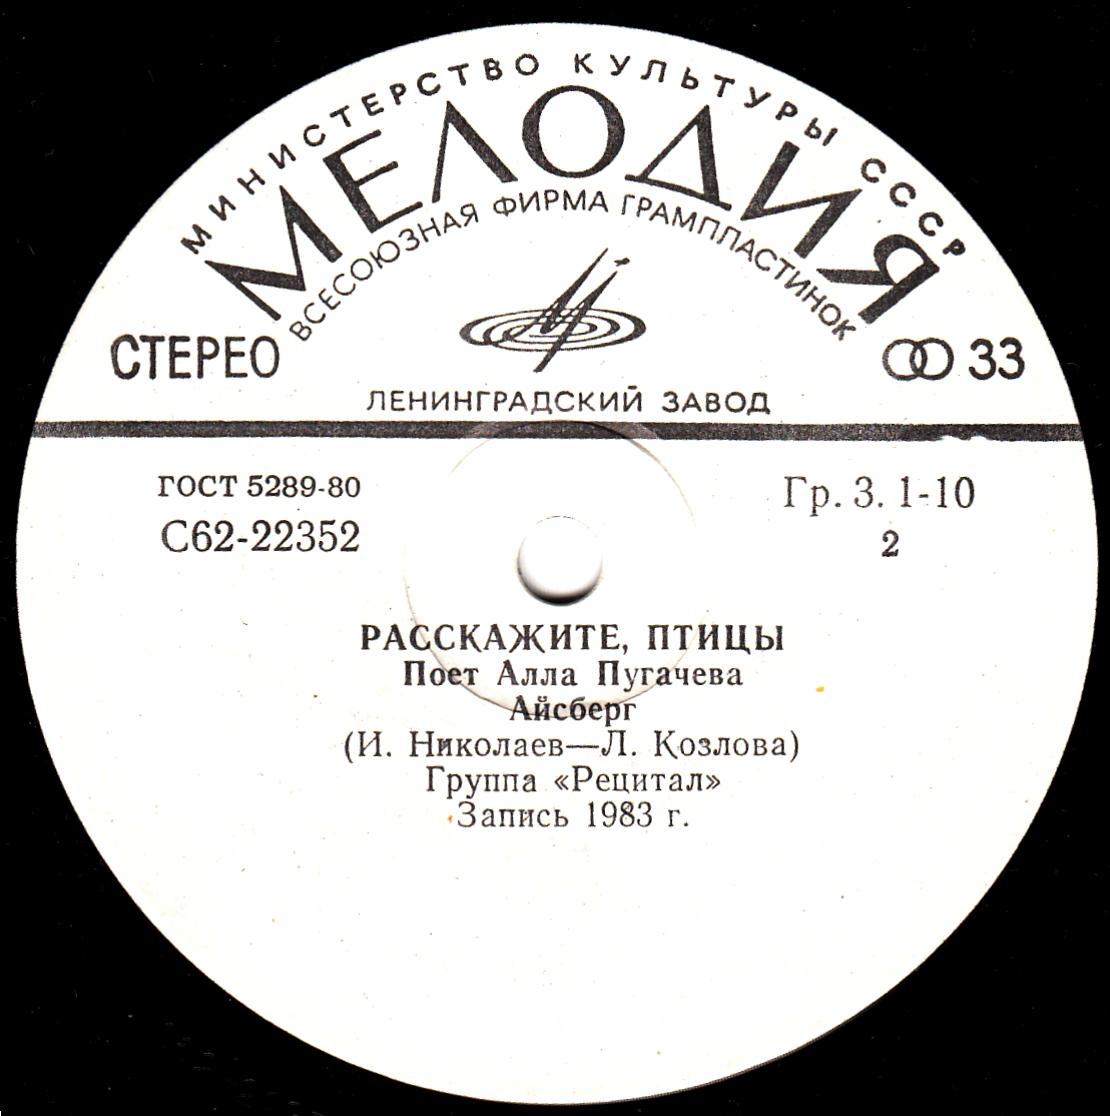 МИНИСТЕРСТВО КУЛЬТУРЫ СССР
МЕЛОДИЯ
ВСЕСОЮЗНАЯ ФИРМА ГРАМПЛАСТИНОК
СТЕРЕО
33
ЛЕНИНГРАДСКИЙ ЗАВОД
ГОСТ 5289-80
Гр. 3. 1-10
С62-22352
2
РАССКАЖИТЕ, ПТИЦЫ
Поет Алла Пугачева
Айсберг
(И. Николаев—Л. Козлова)
Группа «Рецитал»
Запись 1983 г.